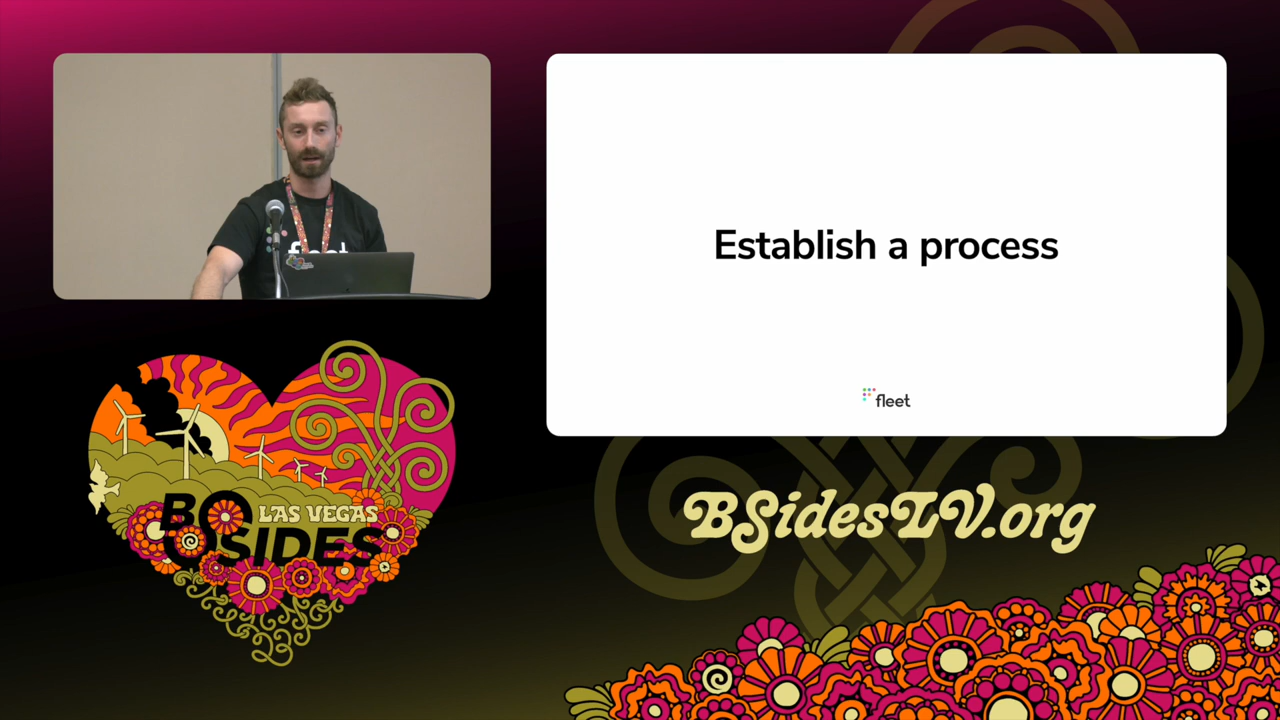 fleet
Establish a process
fleet
BSIDES
LAS VEGAS
BSidesLV.org